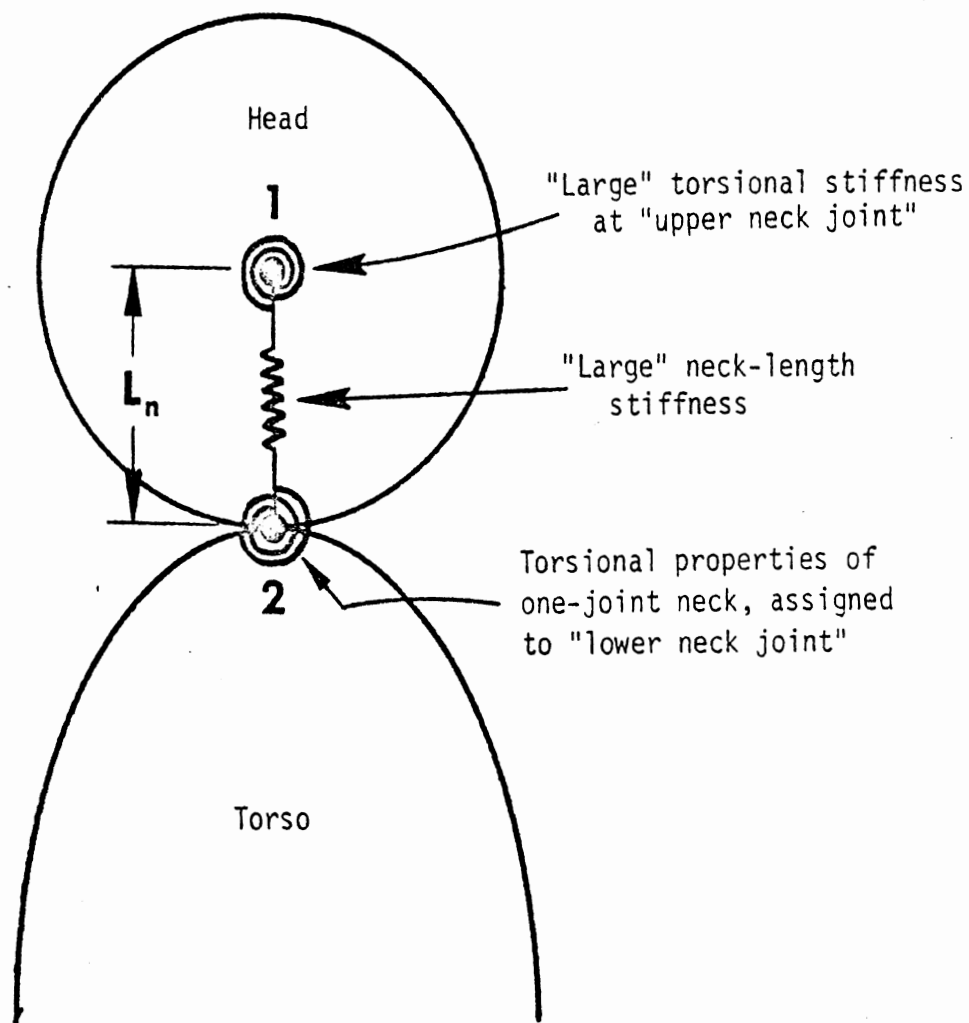 Head
1
"Large" torsional stiffness
at "upper neck joint"
Ln
"Large" neck-length
stiffness
2
Torsional properties of
one-joint neck, assigned
to "lower neck joint"
Torso